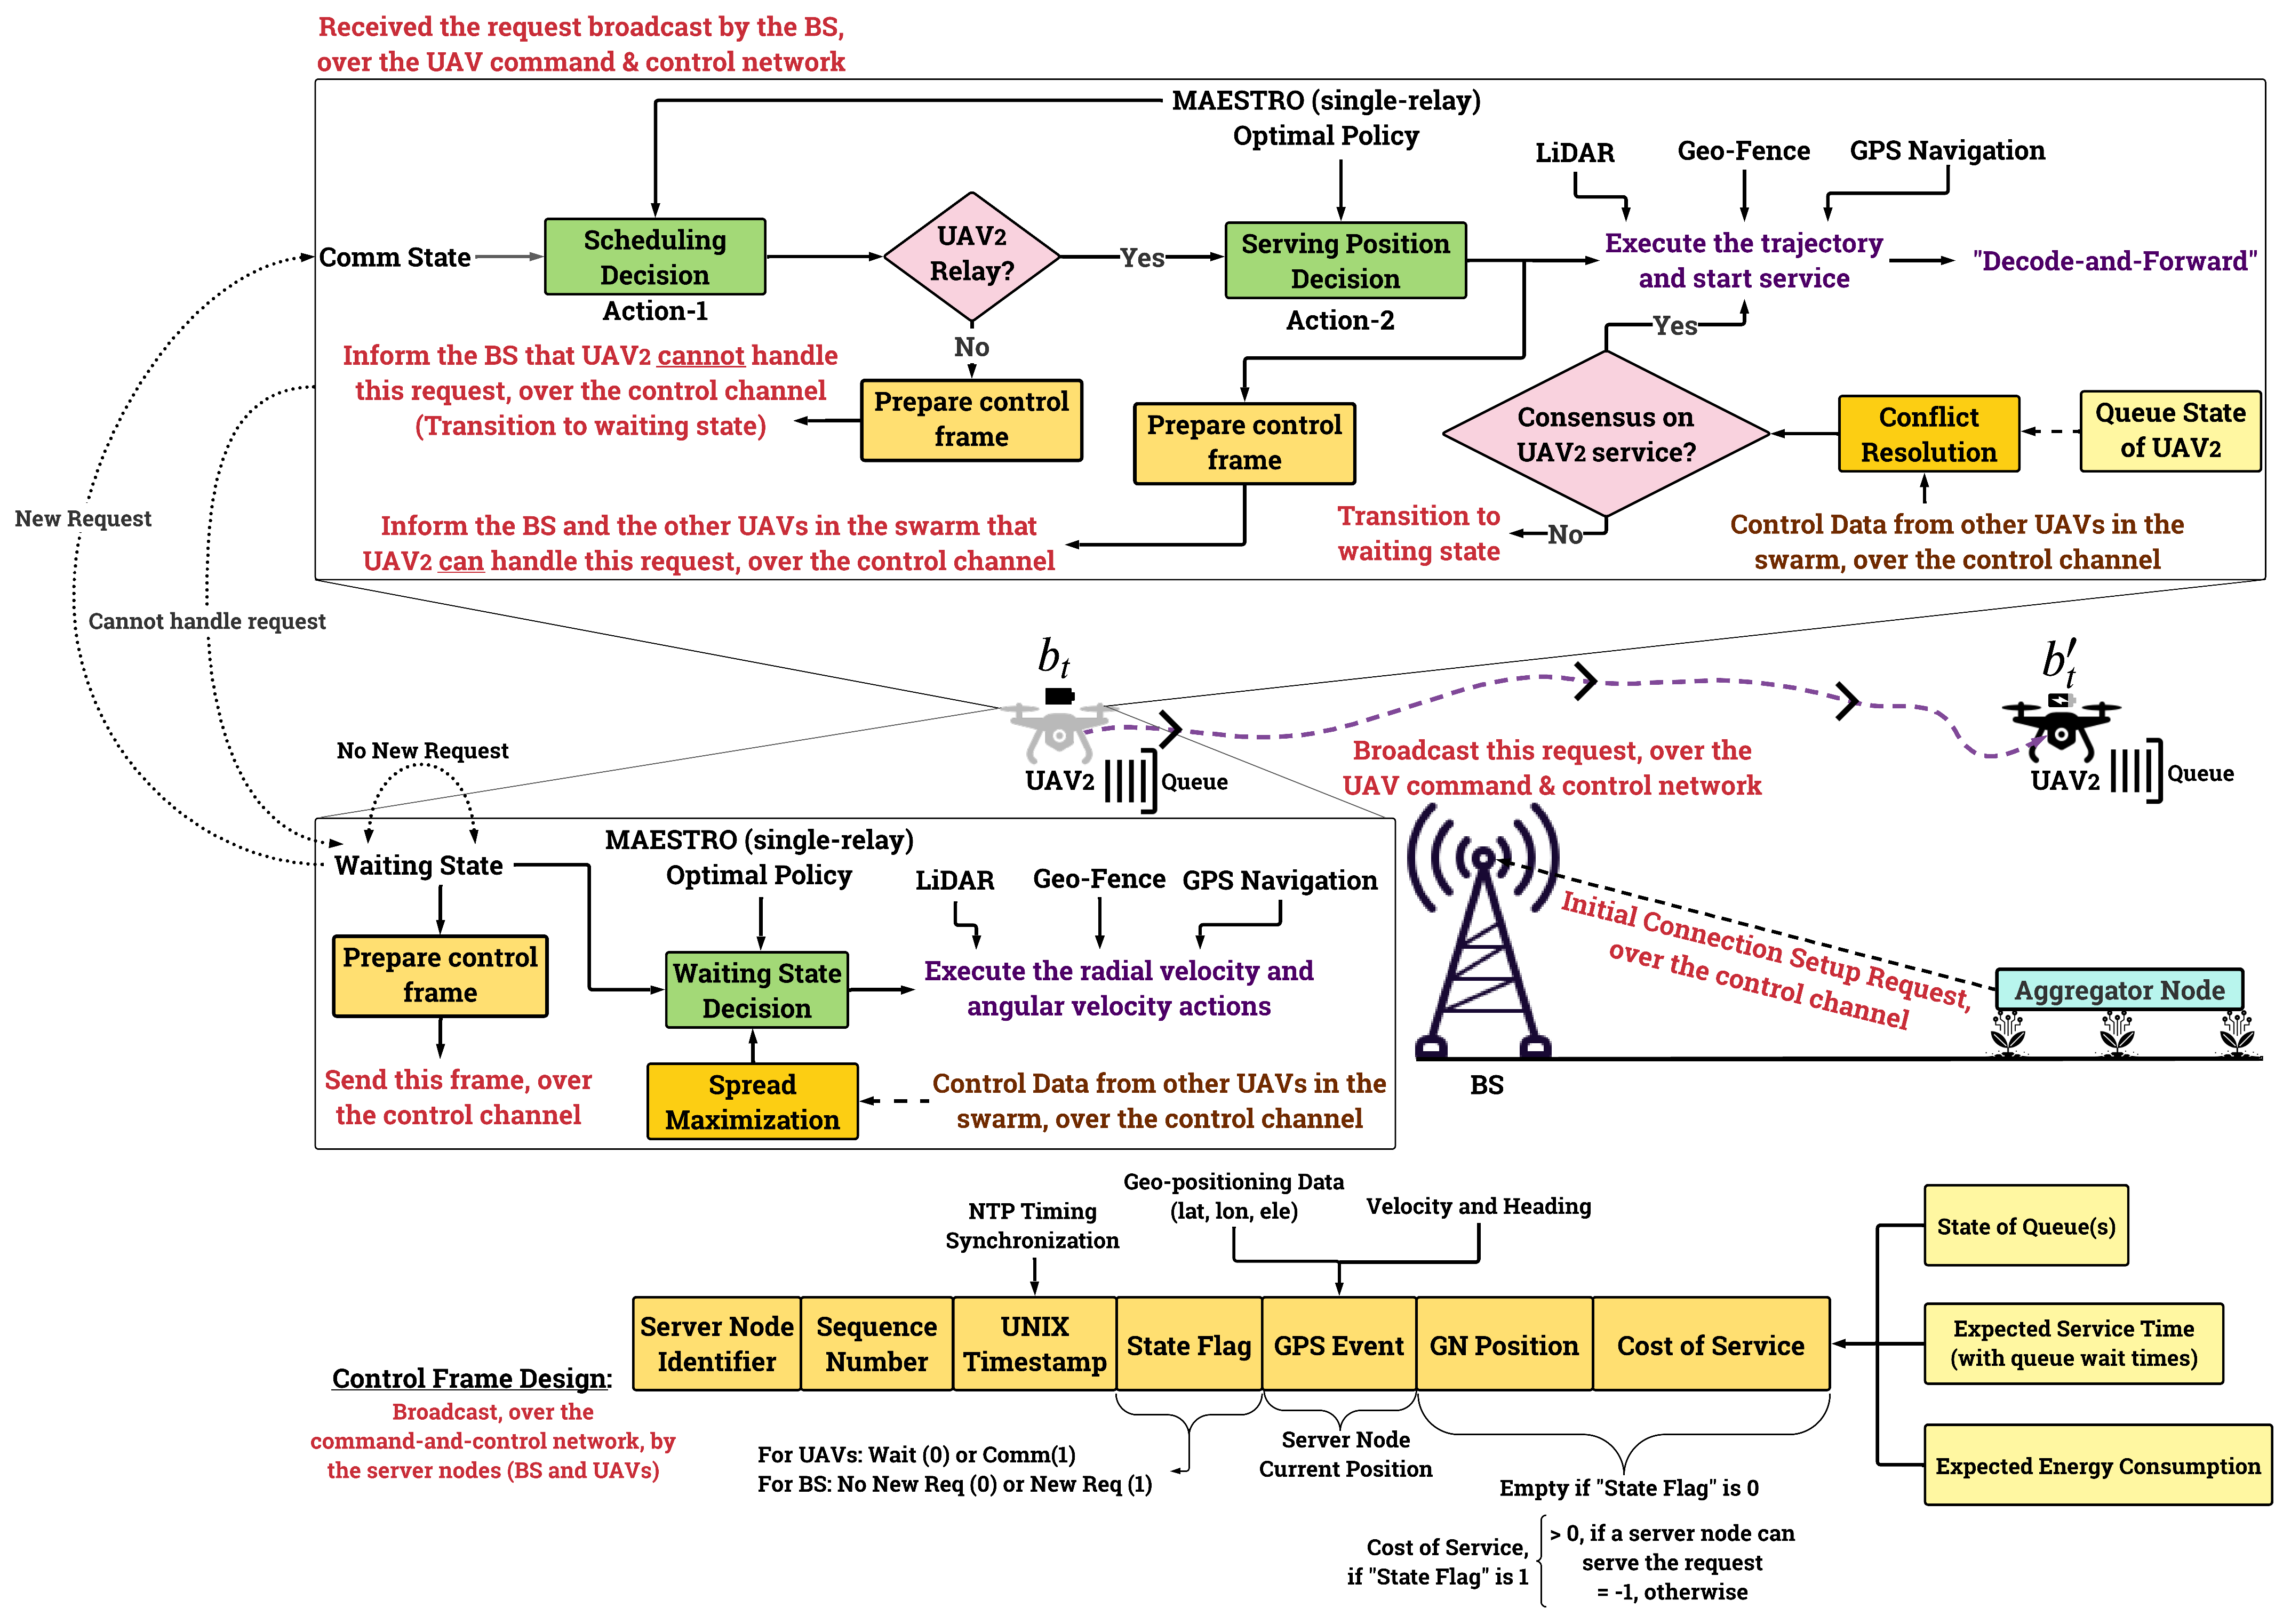 Received the request broadcast by the BS,
over the UAV command & control network
MAESTRO (single-relay)
Optimal Policy
LiDAR
Geo-Fence
GPS Navigation
Comm State
Scheduling
Decision
Action-1
UAV2
Relay?
Yes
No
Serving Position
Decision
Action-2
Execute the trajectory
and start service
"Decode-and-Forward"
Inform the BS that UAV2 cannot handle
this request, over the control channel
(Transition to waiting state)
Prepare control
frame
Prepare control
frame
Inform the BS and the other UAVs in the swarm that
UAV2 can handle this request, over the control channel
Yes
Consensus on
UAV2 service?
No
Transition to
waiting state
Conflict
Resolution
Queue State
of UAV2
Control Data from other UAVs in the
swarm, over the control channel
New Request
Cannot handle request
No New Request
b_t
UAV2
Queue
b′_t
UAV2
Queue
Broadcast this request, over the
UAV command & control network
Waiting State
MAESTRO (single-relay)
Optimal Policy
LiDAR
Geo-Fence
GPS Navigation
Prepare control
frame
Send this frame, over
the control channel
Waiting State
Decision
Execute the radial velocity and
angular velocity actions
Spread
Maximization
Control Data from other UAVs in the
swarm, over the control channel
Initial Connection Setup Request,
over the control channel
Aggregator Node
BS
NTP Timing
Synchronization
Geo-positioning Data
(lat, lon, ele)
Velocity and Heading
Control Frame Design:
Broadcast, over the
command-and-control network, by
the server nodes (BS and UAVs)
Server Node
Identifier
Sequence
Number
UNIX
Timestamp
State Flag
GPS Event
GN Position
Cost of Service
State of Queue(s)
Expected Service Time
(with queue wait times)
Expected Energy Consumption
For UAVs: Wait (0) or Comm(1)
For BS: No New Req (0) or New Req (1)
Server Node
Current Position
Empty if "State Flag" is 0
Cost of Service,
if "State Flag" is 1
> 0, if a server node can
serve the request
= -1, otherwise